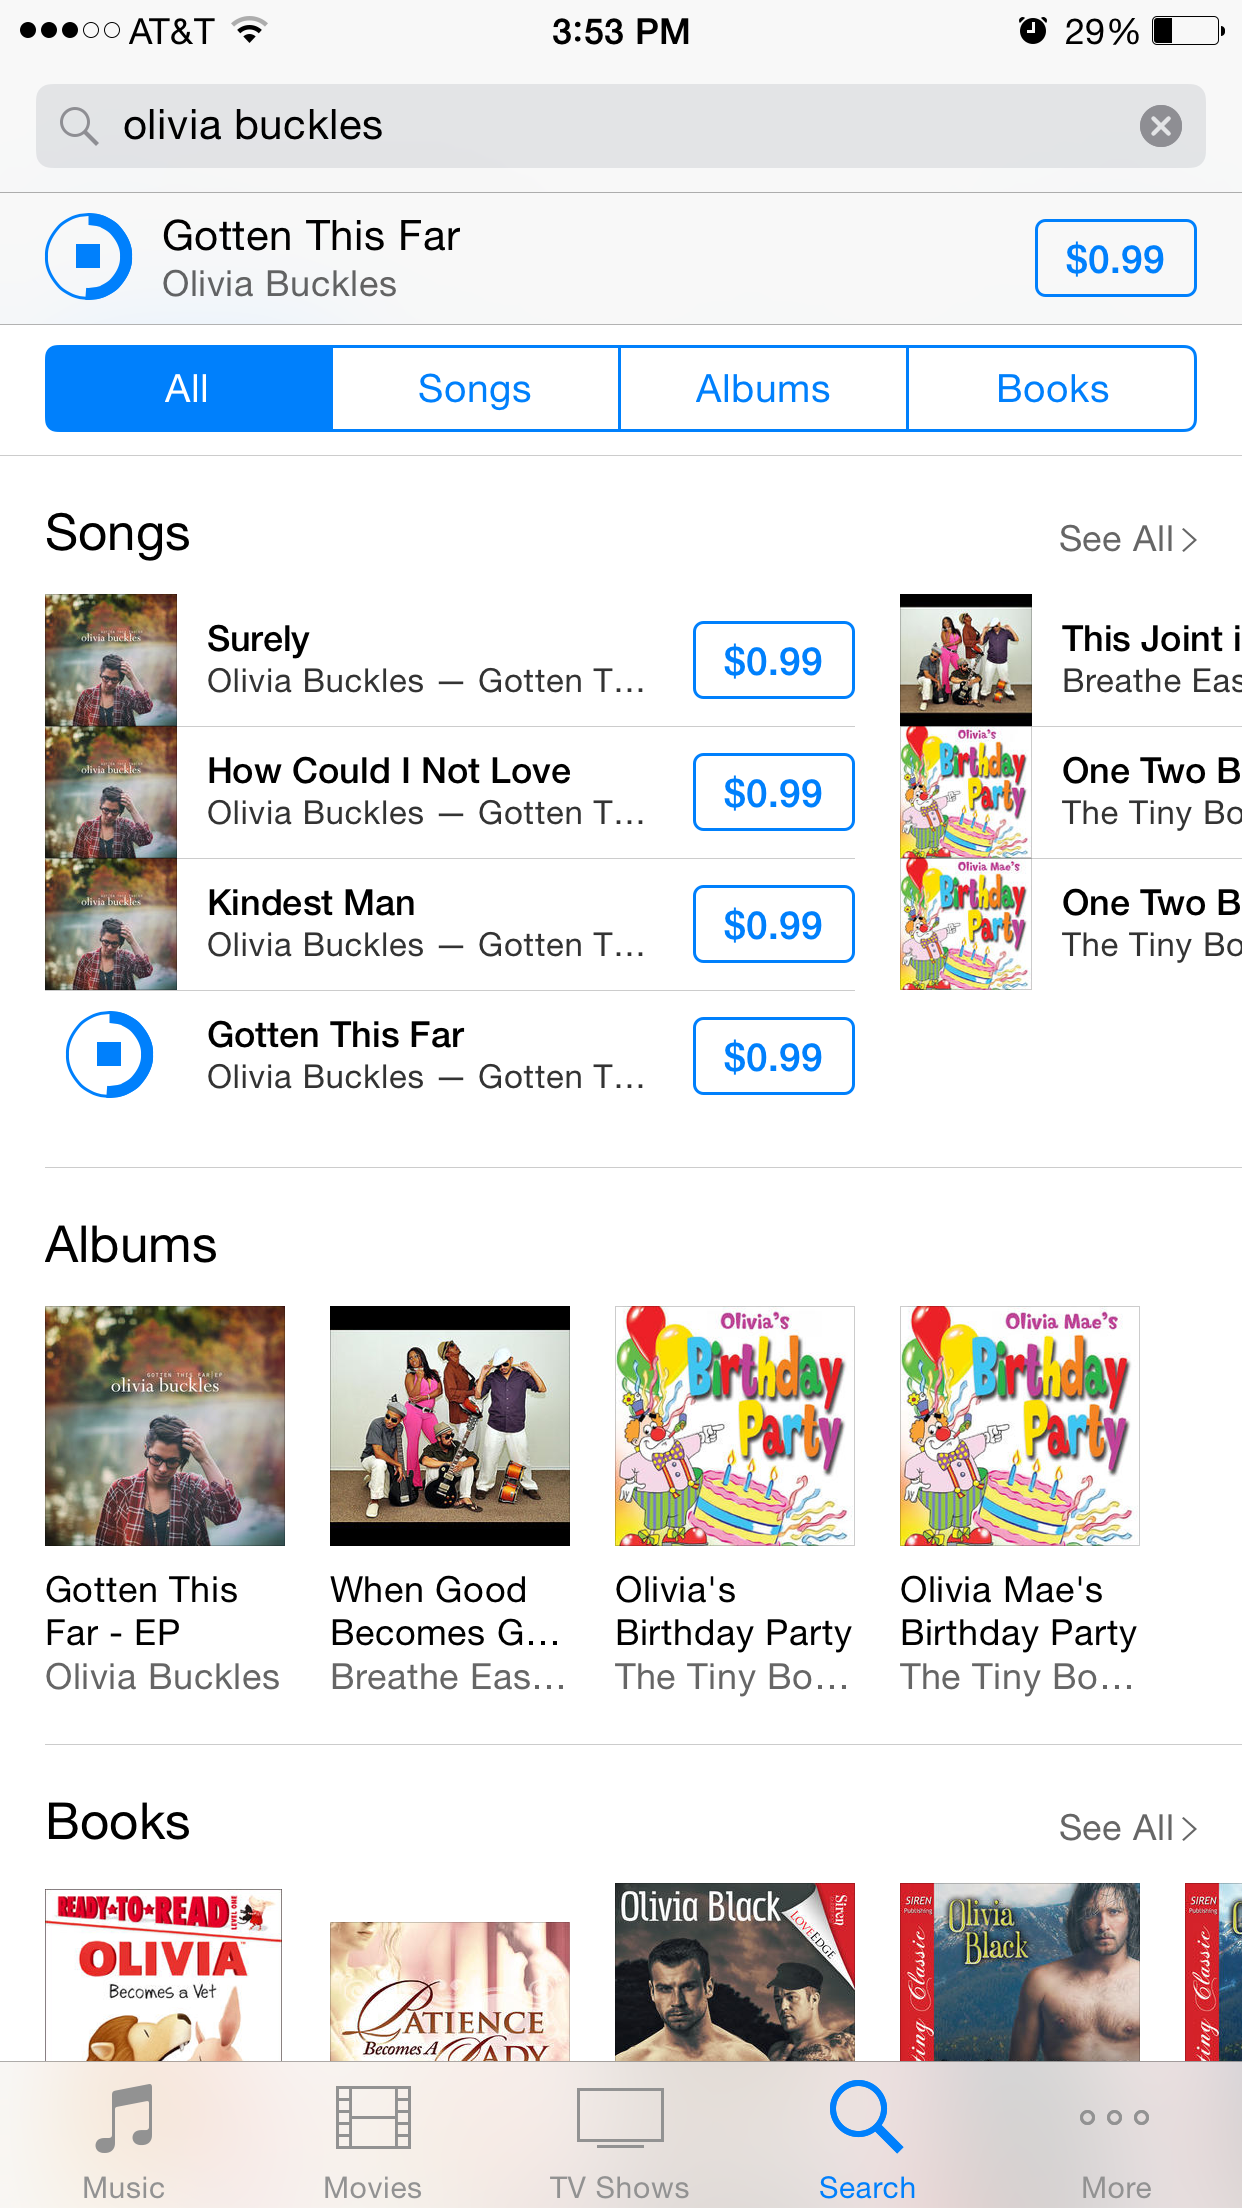 AT&T 3:53 PM 29%
olivia buckles
Gotten This Far
Olivia Buckles
$0.99
All Songs Albums Books
Songs
See All
olivia buckles
Surely
Olivia Buckles — Gotten T...
$0.99
This Joint i
Breathe Eas
olivia buckles
How Could I Not Love
Olivia Buckles — Gotten T...
$0.99
Olivia's
Birthday
Party
One Two B
The Tiny Bo
olivia buckles
Kindest Man
Olivia Buckles — Gotten T...
$0.99
Olivia Mae's
Birthday
Party
One Two B
The Tiny Bo
Gotten This Far
Olivia Buckles — Gotten T...
$0.99
Albums
GOTTEN THIS FAR|EP
olivia buckles
Olivia's
Birthday
Party
Olivia Mae's
Birthday
Party
Gotten This
Far - EP
Olivia Buckles
When Good
Becomes G...
Breathe Eas...
Olivia's
Birthday Party
The Tiny Bo...
Olivia Mae's
Birthday Party
The Tiny Bo...
Books
See All
READY-TO-READ
LEVEL ONE
OLIVIA
Becomes a Vet
PATIENCE
Becomes A LADY
Olivia Black
Siren
LOVEEDGE
SIREN
Publishing
Classic
Olivia
Black
SIREN
Publishing
Classic
Music
Movies
TV Shows
Search
More